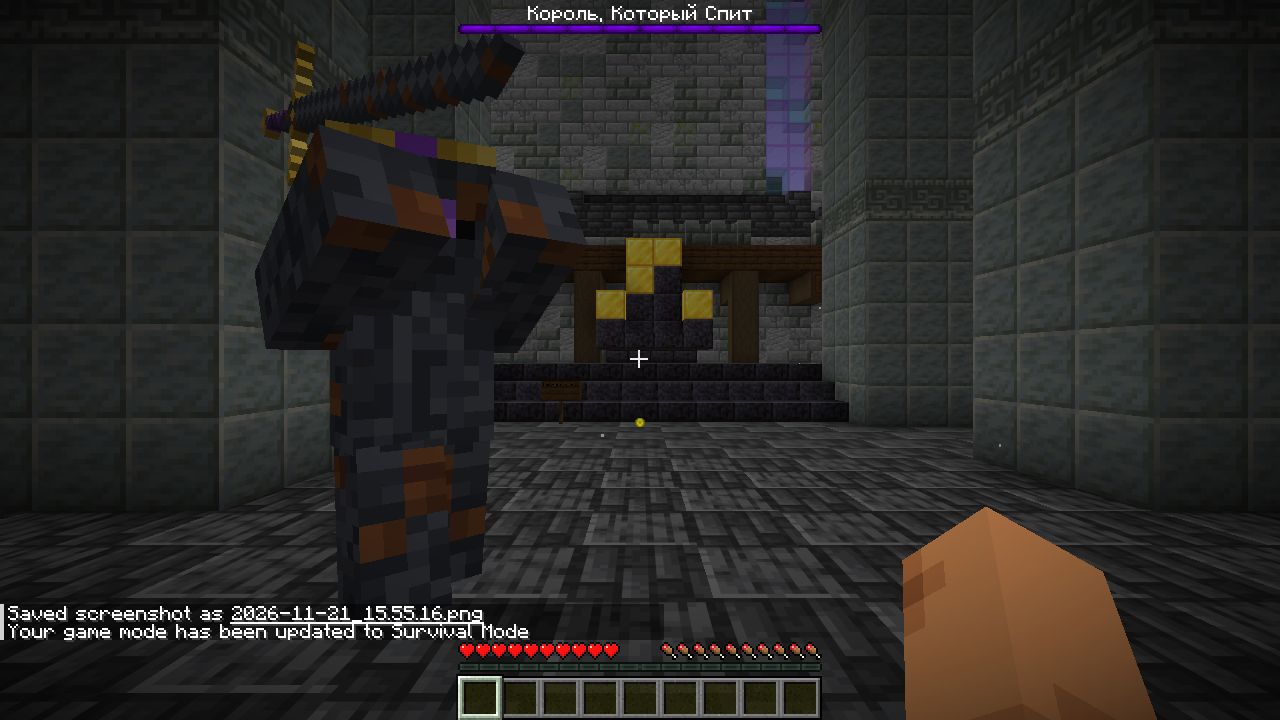 Король, Который Спит
Saved screenshot as 2026-11-21_15.55.16.png
Your game mode has been updated to Survival Mode